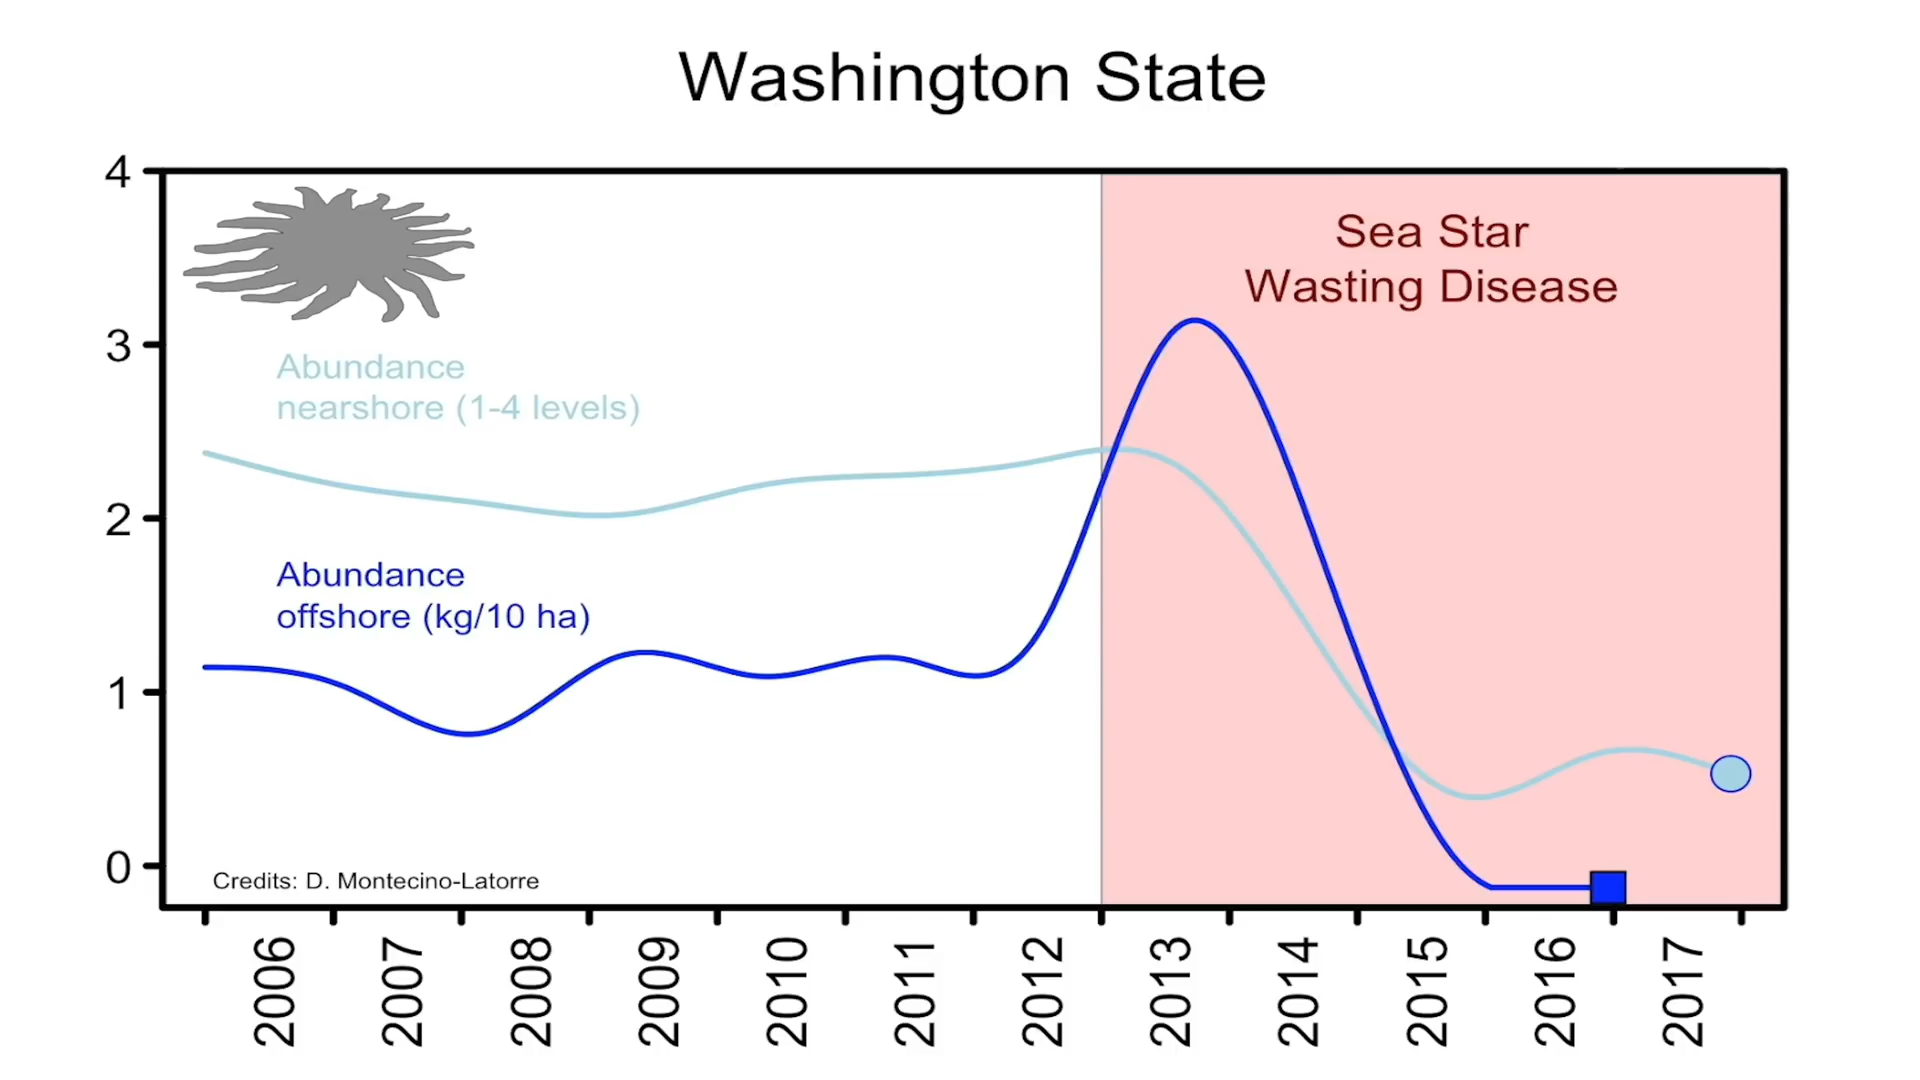 Washington State
4
3
2
1
0
Sea Star
Wasting Disease
Abundance
nearshore (1-4 levels)
Abundance
offshore (kg/10 ha)
Credits: D. Montecino-Latorre
2006
2007
2008
2009
2010
2011
2012
2013
2014
2015
2016
2017